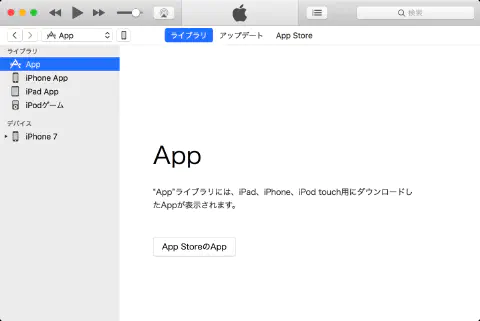 検索
App
ライブラリ アップデート App Store
ライブラリ
App
iPhone App
iPad App
iPodゲーム
デバイス
iPhone 7
App
"App"ライブラリには、iPad、iPhone、iPod touch用にダウンロードし
たAppが表示されます。
App StoreのApp